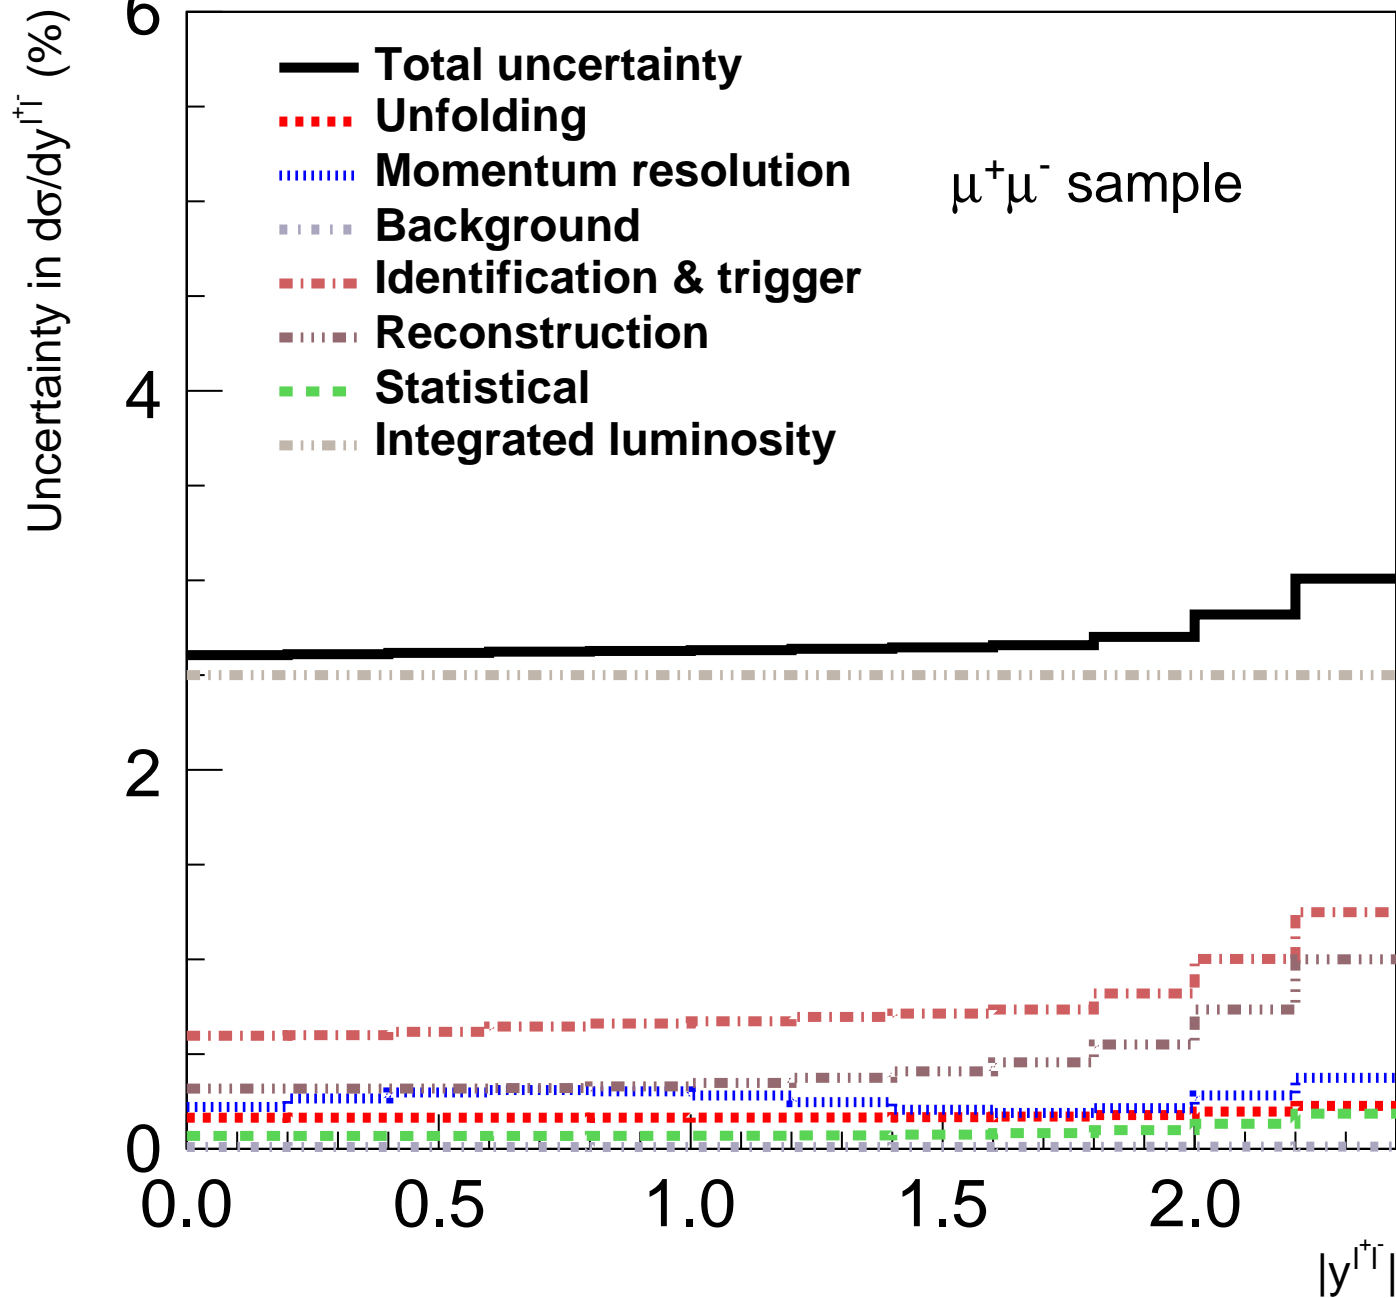 Uncertainty in dσ/dy^l⁺l⁻ (%)
6
4
2
0
Total uncertainty
Unfolding
Momentum resolution
Background
Identification & trigger
Reconstruction
Statistical
Integrated luminosity
μ⁺μ⁻ sample
0.0 0.5 1.0 1.5 2.0
|y^l⁺l⁻|